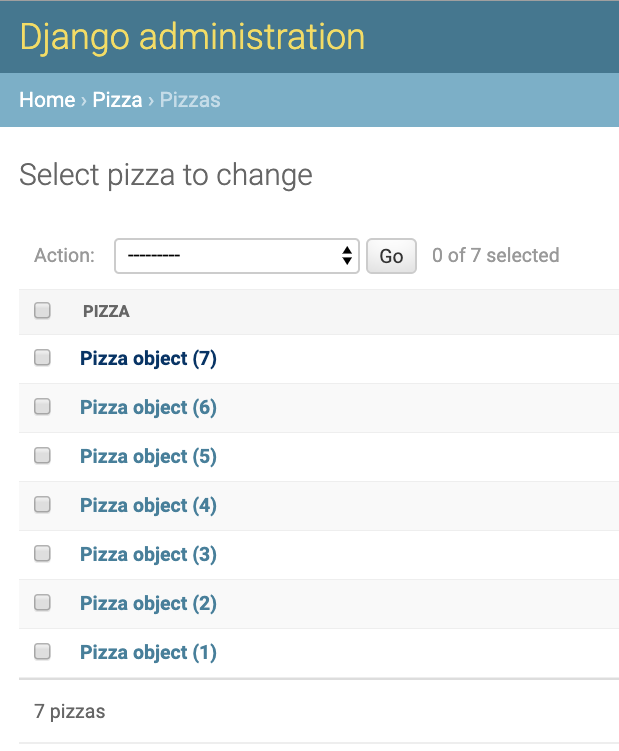 Django administration
Home › Pizza › Pizzas
Select pizza to change
Action: --------- Go 0 of 7 selected
PIZZA
Pizza object (7)
Pizza object (6)
Pizza object (5)
Pizza object (4)
Pizza object (3)
Pizza object (2)
Pizza object (1)
7 pizzas